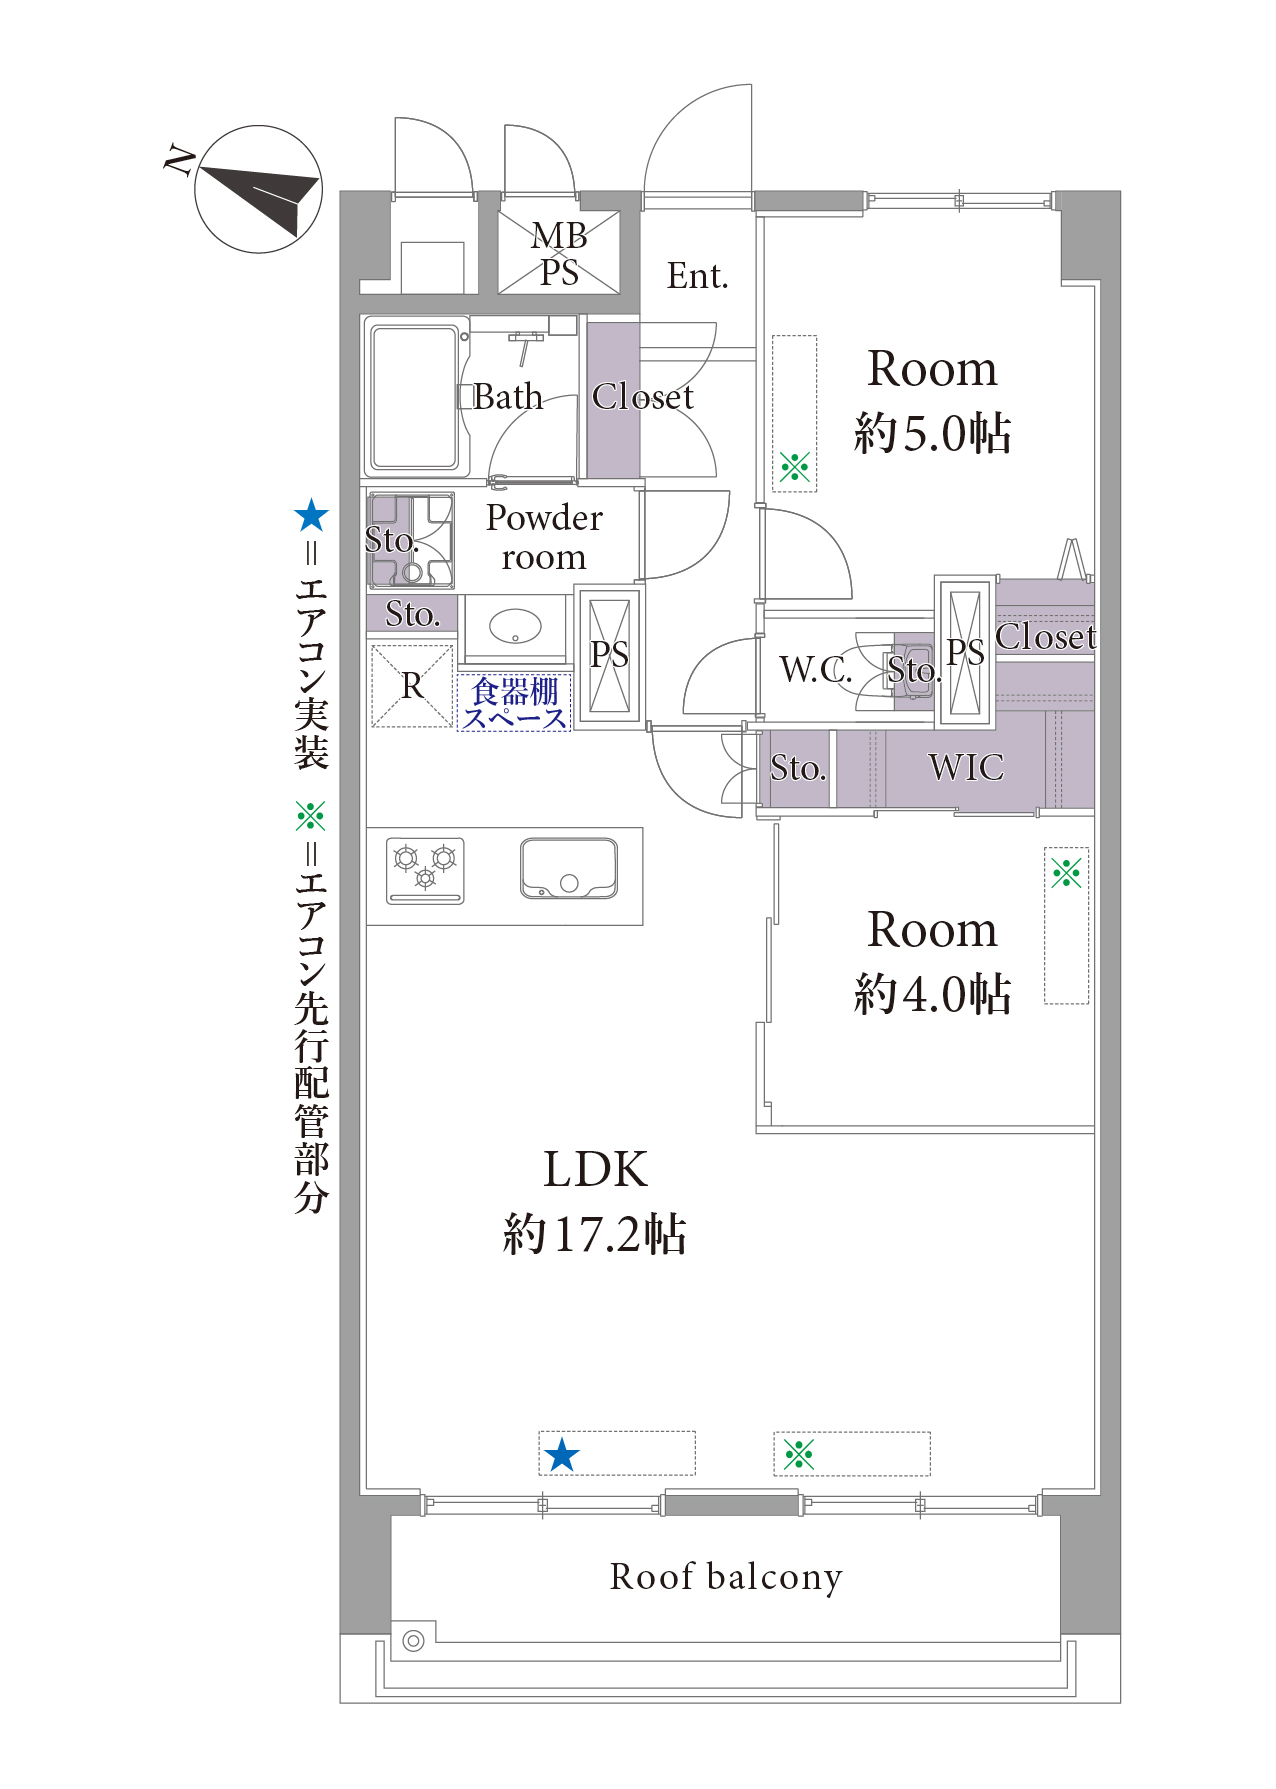 N
MB
PS
Ent.
Room
約5.0帖
※
Bath
Closet
Powder
room
Sto.
Sto.
PS
R
食器棚
スペース
W.C.
Sto.
PS
Closet
Sto.
WIC
※
Room
約4.0帖
★=エアコン実装 ※=エアコン先行配管部分
LDK
約17.2帖
★
※
Roof balcony